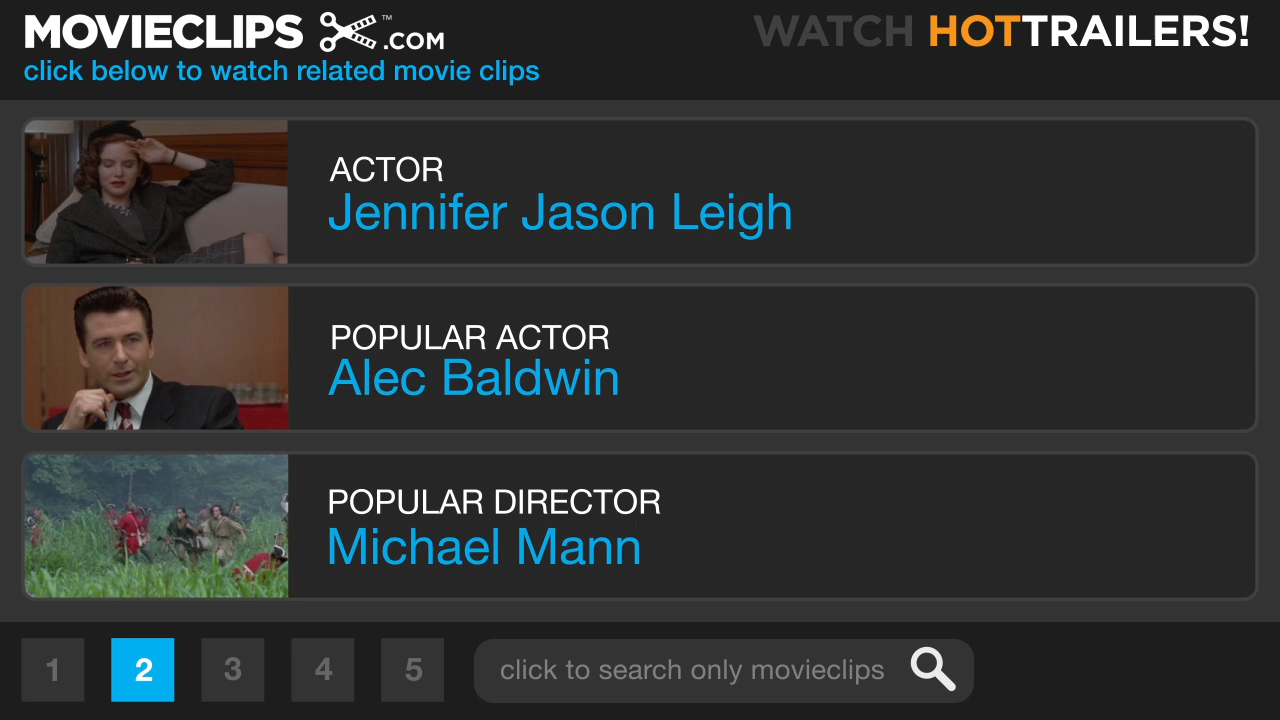 MOVIECLIPS ™ .COM
WATCH HOTTRAILERS!
click below to watch related movie clips
ACTOR
Jennifer Jason Leigh
POPULAR ACTOR
Alec Baldwin
POPULAR DIRECTOR
Michael Mann
1 2 3 4 5 click to search only movieclips